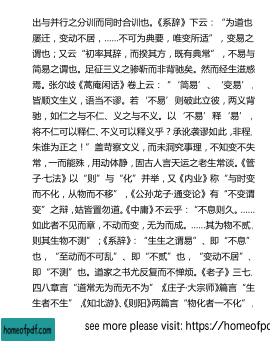 出与并行之分训而同时合训也。《系辞》下云：“为道也
屡迁，变动不居，……不可为典要，唯变所适”，变易之
谓也；又云“初率其辞，而揆其方，既有典常”，不易与
简易之谓也。足征三义之骖靳而非背驰矣。然而经生滋惑
焉。张尔歧《蒿庵闲话》卷上云：“‘简易’、‘变易’，
皆顺文生义，语当不谬。若‘不易’则破此立彼，两义背
驰，如仁之与不仁、义之与不义。以‘不易’释‘易’，
将不仁可以释仁、不义可以释义乎？承讹袭谬如此，非程、
朱谁为正之！”盖苛察文义，而未洞究事理，不知变不失
常，一而能殊，用动体静，固古人言天运之老生常谈。《管
子·七法》以“则”与“化”并举，又《内业》称“与时变
而不化，从物而不移”，《公孙龙子·通变论》有“不变谓
变”之辩，姑皆置勿道。《中庸》不云乎：“不息则久。……
如此者不见而章，不动而变，无为而成。……其为物不贰，
则其生物不测”；《系辞》：“生生之谓易”、即“不息”
也，“至动而不可乱”、即“不贰”也，“变动不居”、
即“不测”也。道家之书尤反复而不惮烦。《老子》三七、
四八章言“道常无为而无不为”；《庄子·大宗师》篇言“生
生者不生”，《知北游》、《则阳》两篇言“物化者一不化”，
homeofpdf.com
see more please visit: https://homeofpd